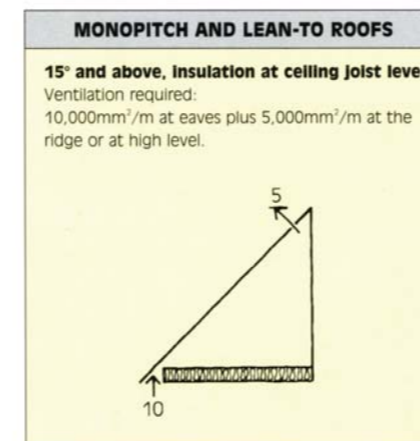 MONOPITCH AND LEAN-TO ROOFS
15° and above, insulation at ceiling joist leve
Ventilation required:
10,000mm²/m at eaves plus 5,000mm²/m at the
ridge or at high level.
5
10